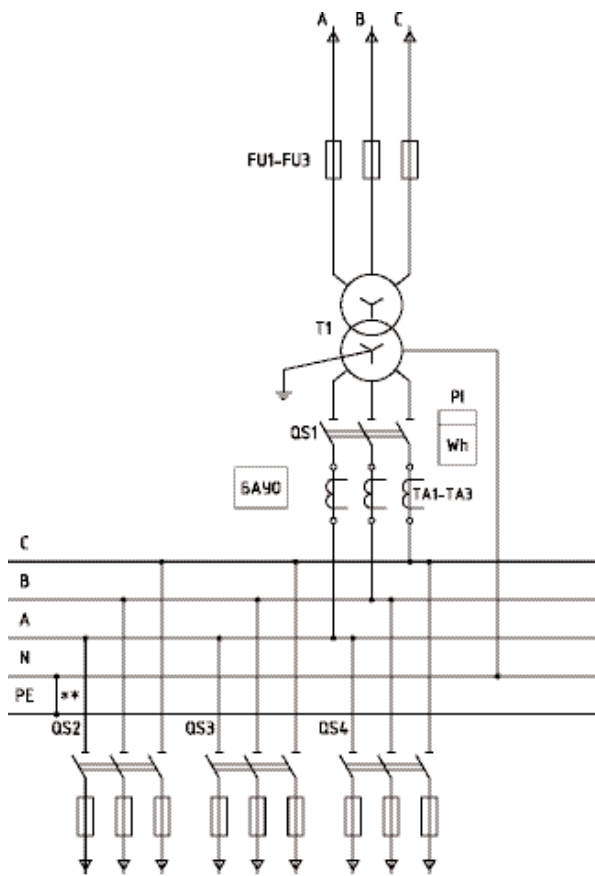 A B C
FU1-FU3
T1
PI
QS1
Wh
БАУО
TA1-TA3
C
B
A
N
PE **
QS2 QS3 QS4